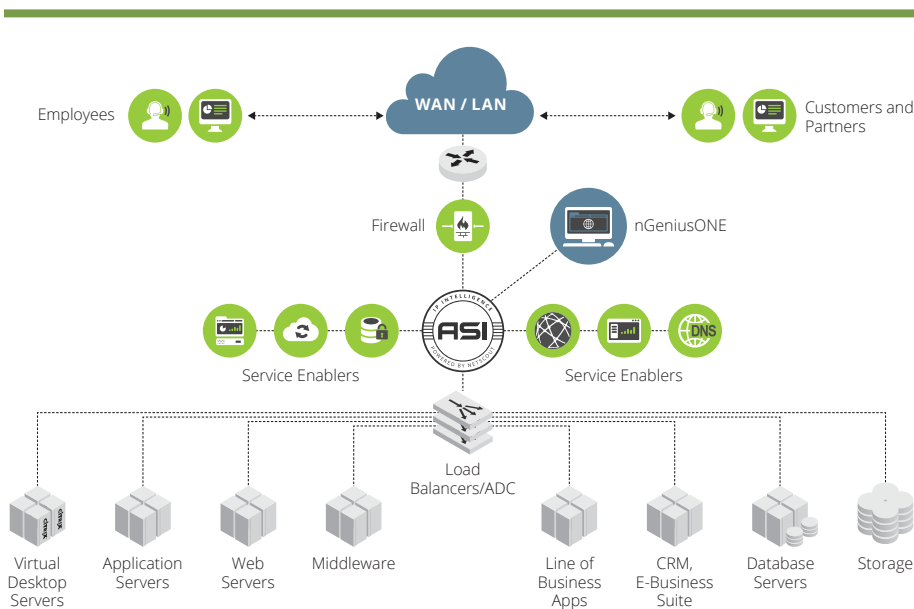 WAN / LAN
Employees
Customers and
Partners
Firewall
nGeniusONE
IP INTELLIGENCE
ASI
POWERED BY NETSCOUT
DNS
Service Enablers
Service Enablers
Load
Balancers/ADC
citrix
citrix
Virtual
Desktop
Servers
Application
Servers
Web
Servers
Middleware
Line of
Business
Apps
CRM,
E-Business
Suite
Database
Servers
Storage